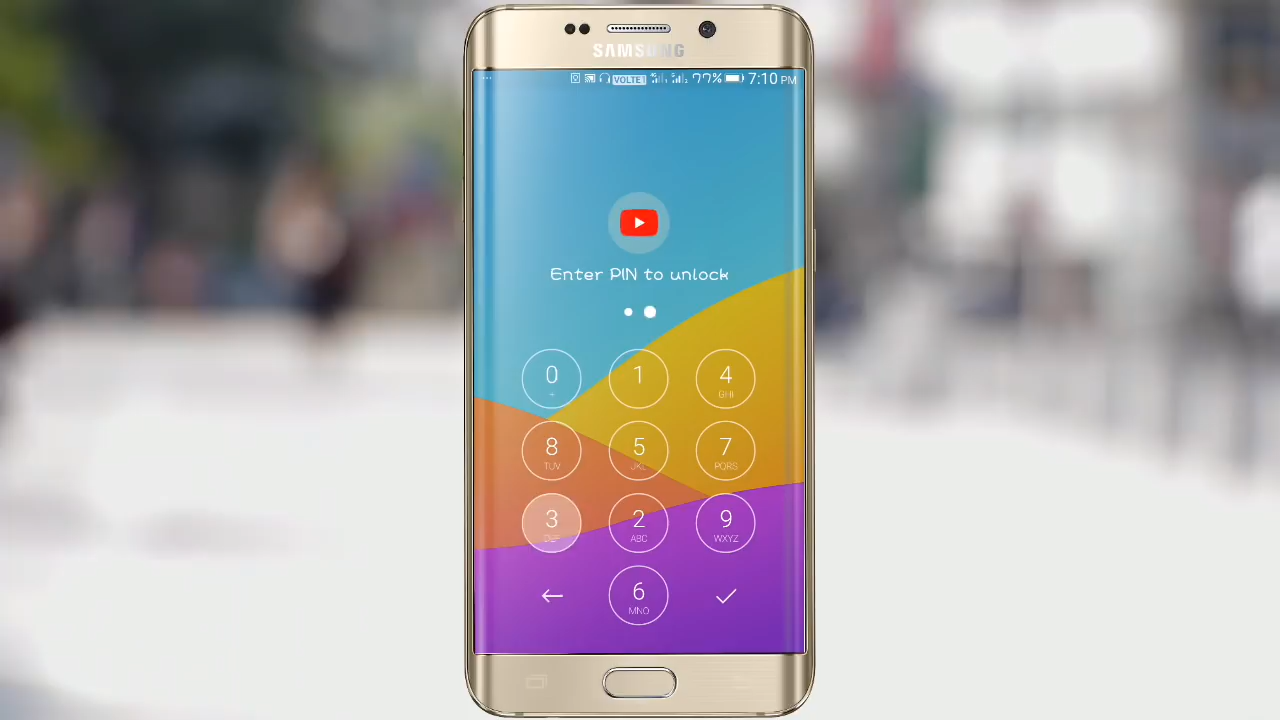 SAMSUNG
VOLTE1 77% 7:10 PM
Enter PIN to unlock
0 1 4
+ GHI
8 5 7
TUV JKL PQRS
3 2 9
DEF ABC WXYZ
6
MNO